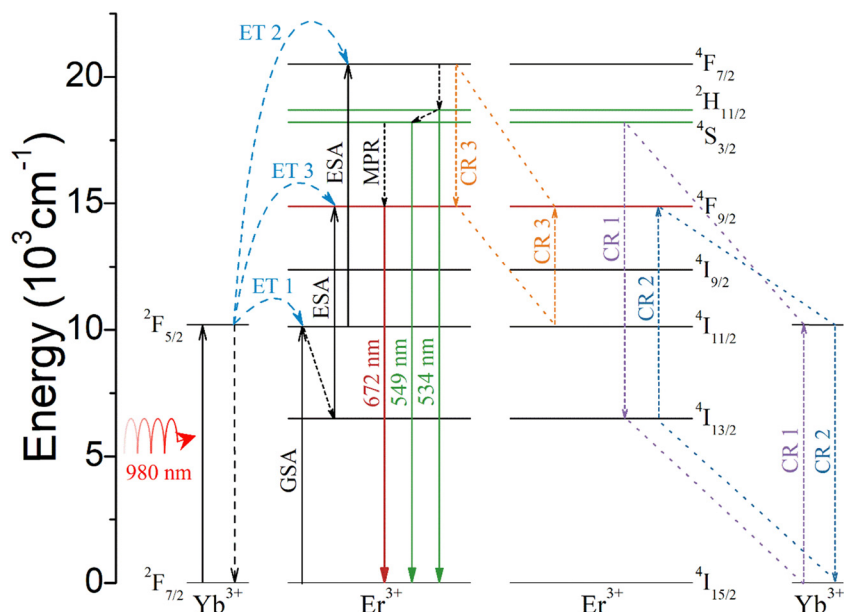 Energy (10³cm⁻¹)
20
15
10
5
0
ET 2
ET 3
ET 1
²F₅/₂
²F₇/₂
980 nm
GSA
ESA
ESA
MPR
CR 3
672 nm
549 nm
534 nm
CR 3
CR 1
CR 2
CR 1
CR 2
⁴F₇/₂
²H₁₁/₂
⁴S₃/₂
⁴F₉/₂
⁴I₉/₂
⁴I₁₁/₂
⁴I₁₃/₂
⁴I₁₅/₂
Yb³⁺
Er³⁺
Er³⁺
Yb³⁺